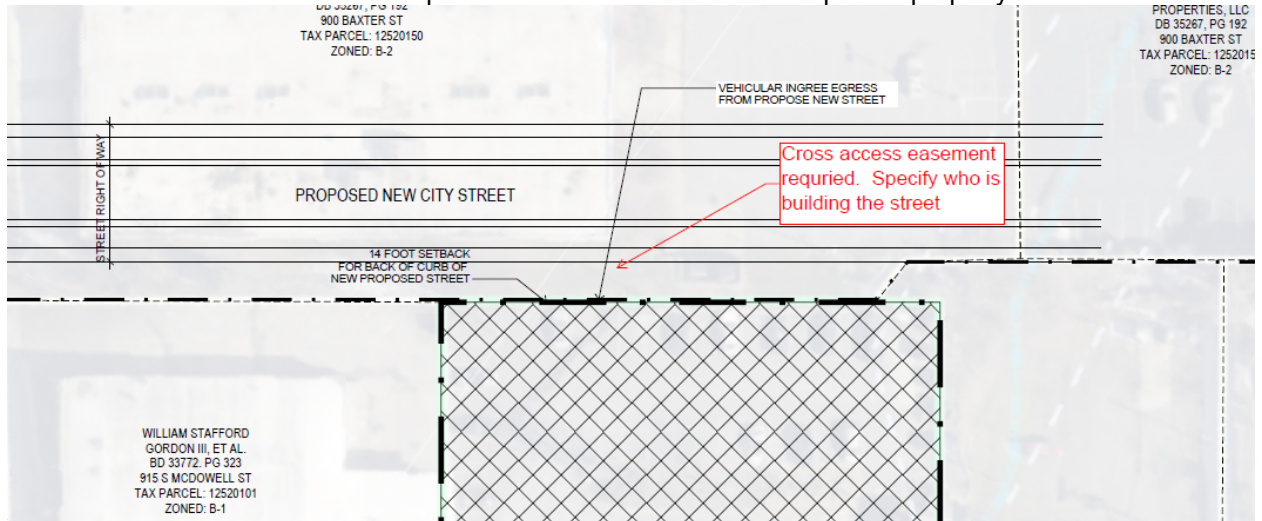 DB 35267, PG 192
900 BAXTER ST
TAX PARCEL: 12520150
ZONED: B-2
PROPERTIES, LLC
DB 35267, PG 192
900 BAXTER ST
TAX PARCEL: 1252015
ZONED: B-2
VEHICULAR INGREE EGRESS
FROM PROPOSE NEW STREET
STREET RIGHT OF WAY
PROPOSED NEW CITY STREET
Cross access easement
requried. Specify who is
building the street
14 FOOT SETBACK
FOR BACK OF CURB OF
NEW PROPOSED STREET
WILLIAM STAFFORD
GORDON III, ET AL.
BD 33772. PG 323
915 S MCDOWELL ST
TAX PARCEL: 12520101
ZONED: B-1